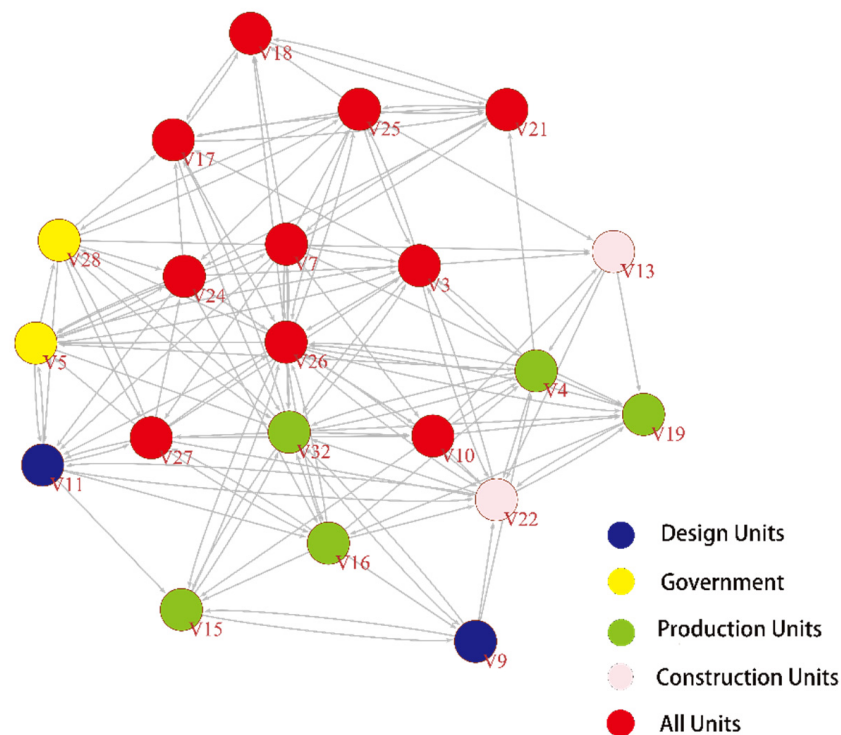 V18
V25
V21
V17
V28
V7
V13
V3
V24
V5
V26
V4
V19
V32
V10
V27
V11
V22
V16
V15
V9
Design Units
Government
Production Units
Construction Units
All Units